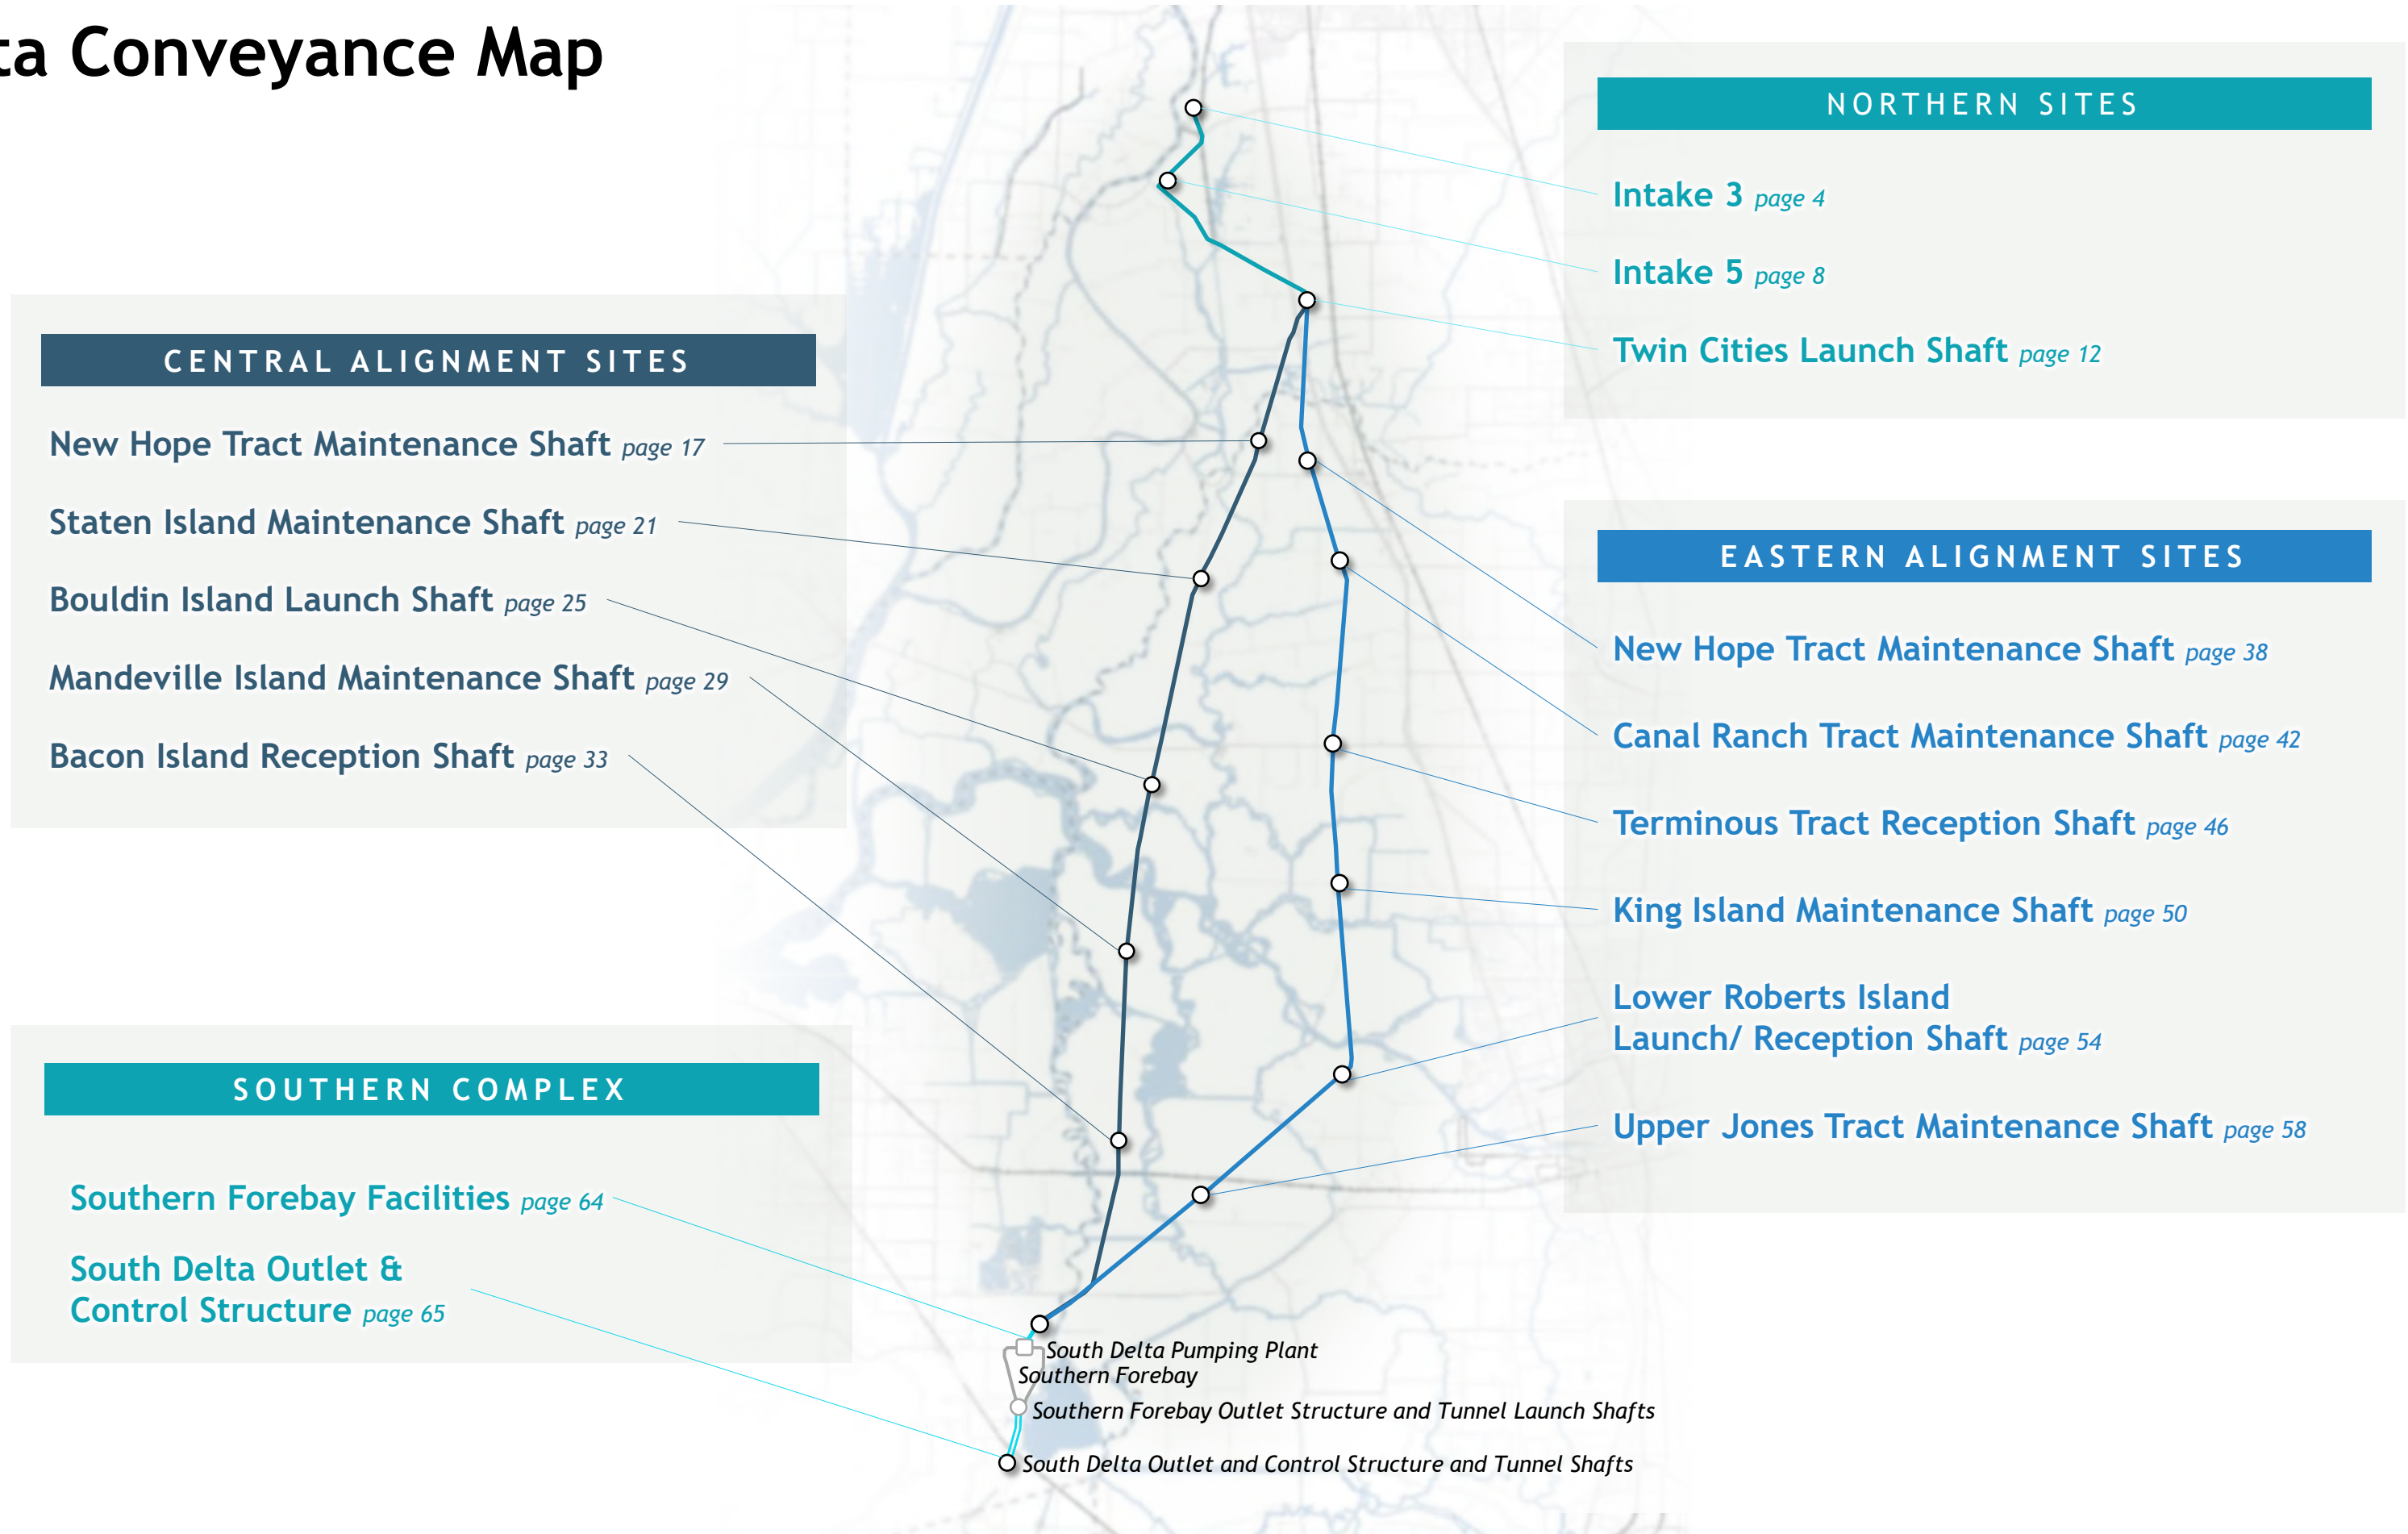 ta Conveyance Map
NORTHERN SITES
Intake 3 page 4
Intake 5 page 8
Twin Cities Launch Shaft page 12
CENTRAL ALIGNMENT SITES
New Hope Tract Maintenance Shaft page 17
Staten Island Maintenance Shaft page 21
Bouldin Island Launch Shaft page 25
Mandeville Island Maintenance Shaft page 29
Bacon Island Reception Shaft page 33
EASTERN ALIGNMENT SITES
New Hope Tract Maintenance Shaft page 38
Canal Ranch Tract Maintenance Shaft page 42
Terminous Tract Reception Shaft page 46
King Island Maintenance Shaft page 50
Lower Roberts Island
Launch/ Reception Shaft page 54
Upper Jones Tract Maintenance Shaft page 58
SOUTHERN COMPLEX
Southern Forebay Facilities page 64
South Delta Outlet &
Control Structure page 65
South Delta Pumping Plant
Southern Forebay
Southern Forebay Outlet Structure and Tunnel Launch Shafts
South Delta Outlet and Control Structure and Tunnel Shafts